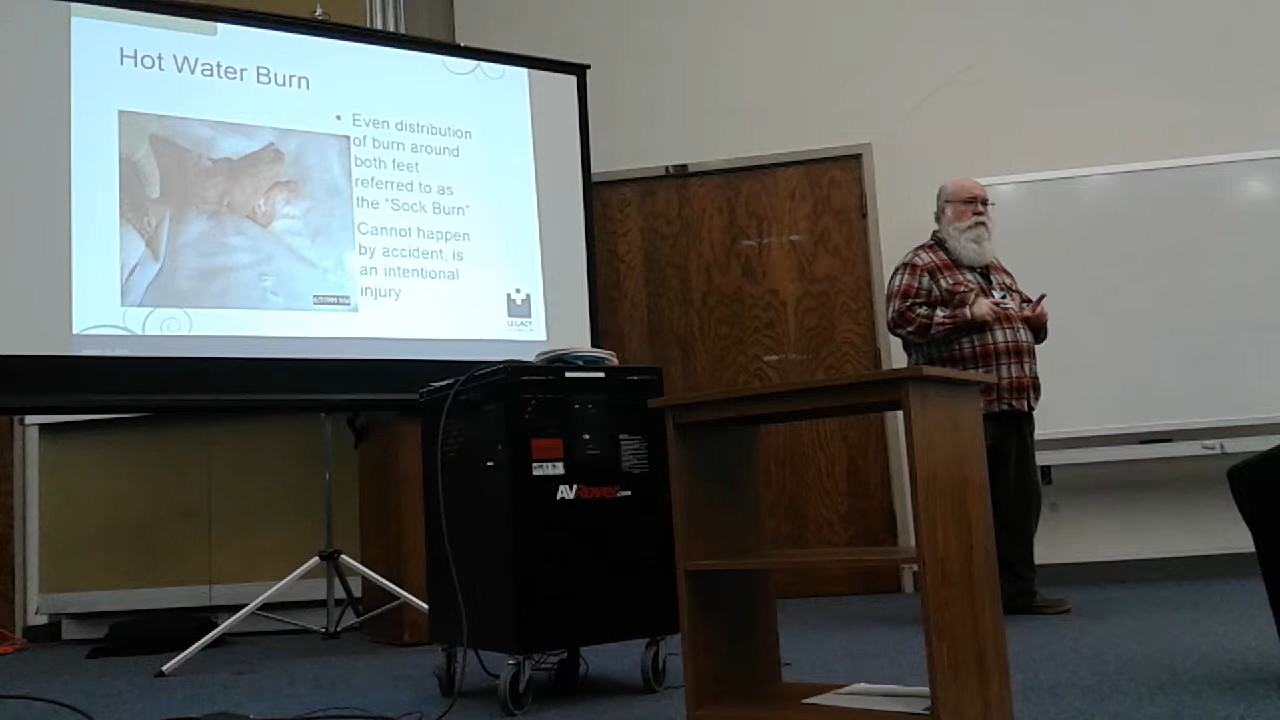 Hot Water Burn
• Even distribution
of burn around
both feet
referred to as
the “Sock Burn”
Cannot happen
by accident, is
an intentional
injury
LEGACY
AVRover.com